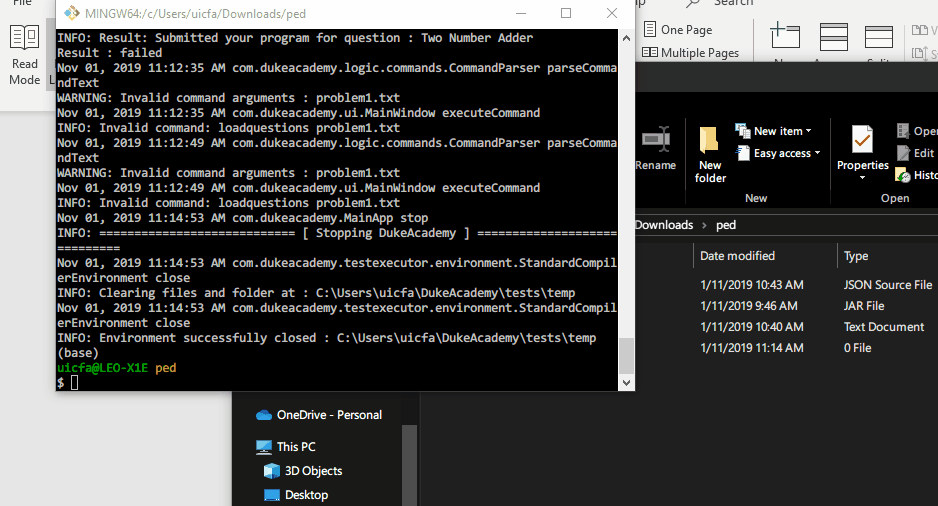 File
Read
Mode
MINGW64:/c/Users/uicfa/Downloads/ped
INFO: Result: Submitted your program for question : Two Number Adder
Result : failed
Nov 01, 2019 11:12:35 AM com.dukeacademy.logic.commands.CommandParser parseComma
ndText
WARNING: Invalid command arguments : problem1.txt
Nov 01, 2019 11:12:35 AM com.dukeacademy.ui.MainWindow executeCommand
INFO: Invalid command: loadquestions problem1.txt
Nov 01, 2019 11:12:49 AM com.dukeacademy.logic.commands.CommandParser parseComma
ndText
WARNING: Invalid command arguments : problem1.txt
Nov 01, 2019 11:12:49 AM com.dukeacademy.ui.MainWindow executeCommand
INFO: Invalid command: loadquestions problem1.txt
Nov 01, 2019 11:14:53 AM com.dukeacademy.MainApp stop
INFO: ============================ [ Stopping DukeAcademy ] ====================
=========
Nov 01, 2019 11:14:53 AM com.dukeacademy.testexecutor.environment.StandardCompil
erEnvironment close
INFO: Clearing files and folder at : C:\Users\uicfa\DukeAcademy\tests\temp
Nov 01, 2019 11:14:53 AM com.dukeacademy.testexecutor.environment.StandardCompil
erEnvironment close
INFO: Environment successfully closed : C:\Users\uicfa\DukeAcademy\tests\temp
(base)
uicfa@LEO-X1E ped
$
Search
One Page
Multiple Pages
Rename
New
folder
New item
Easy access
New
Properties
Open
Edit
Histo
Open
Downloads > ped
Date modified Type
1/11/2019 10:43 AM JSON Source File
1/11/2019 9:46 AM JAR File
1/11/2019 10:40 AM Text Document
1/11/2019 11:14 AM 0 File
OneDrive - Personal
This PC
3D Objects
Desktop